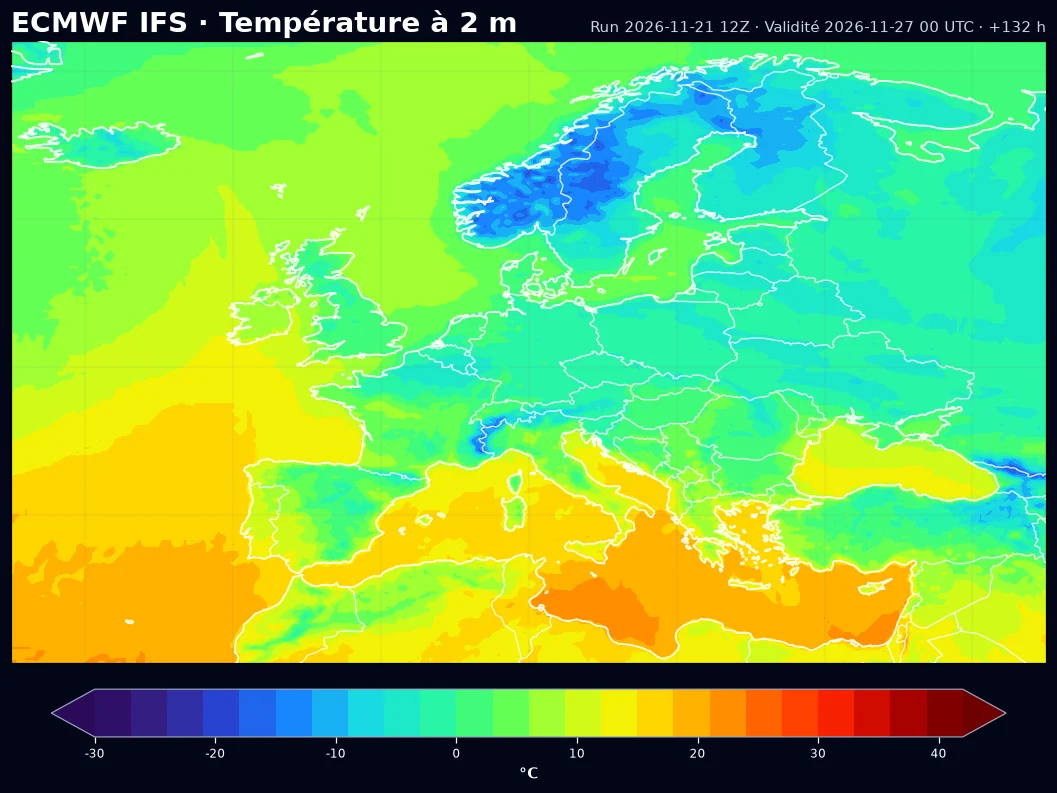 ECMWF IFS · Température à 2 m
Run 2026-11-21 12Z · Validité 2026-11-27 00 UTC · +132 h
-30 -20 -10 0 10 20 30 40
°C